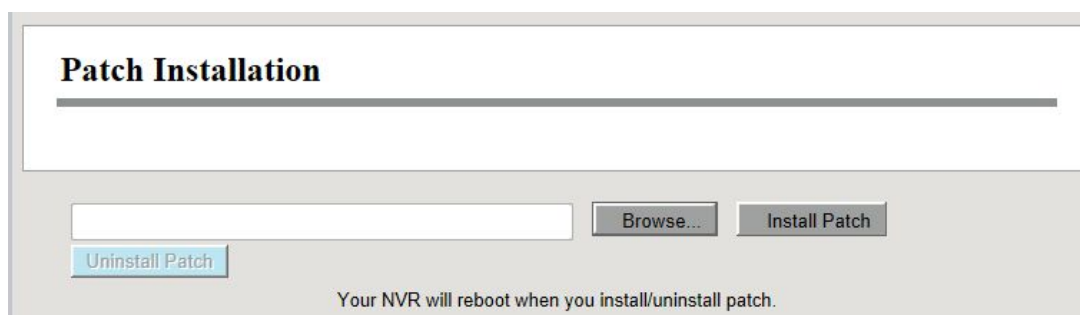 Patch Installation
Browse... Install Patch
Uninstall Patch
Your NVR will reboot when you install/uninstall patch.